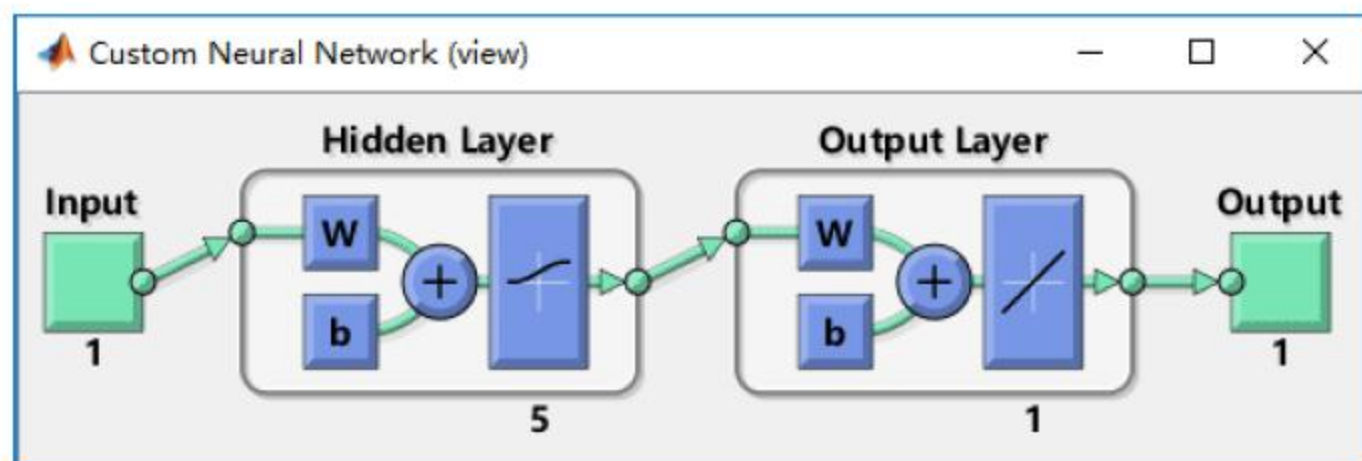 Custom Neural Network (view)
Hidden Layer
Output Layer
Input
Output
W
W
b
b
1
1
5
1